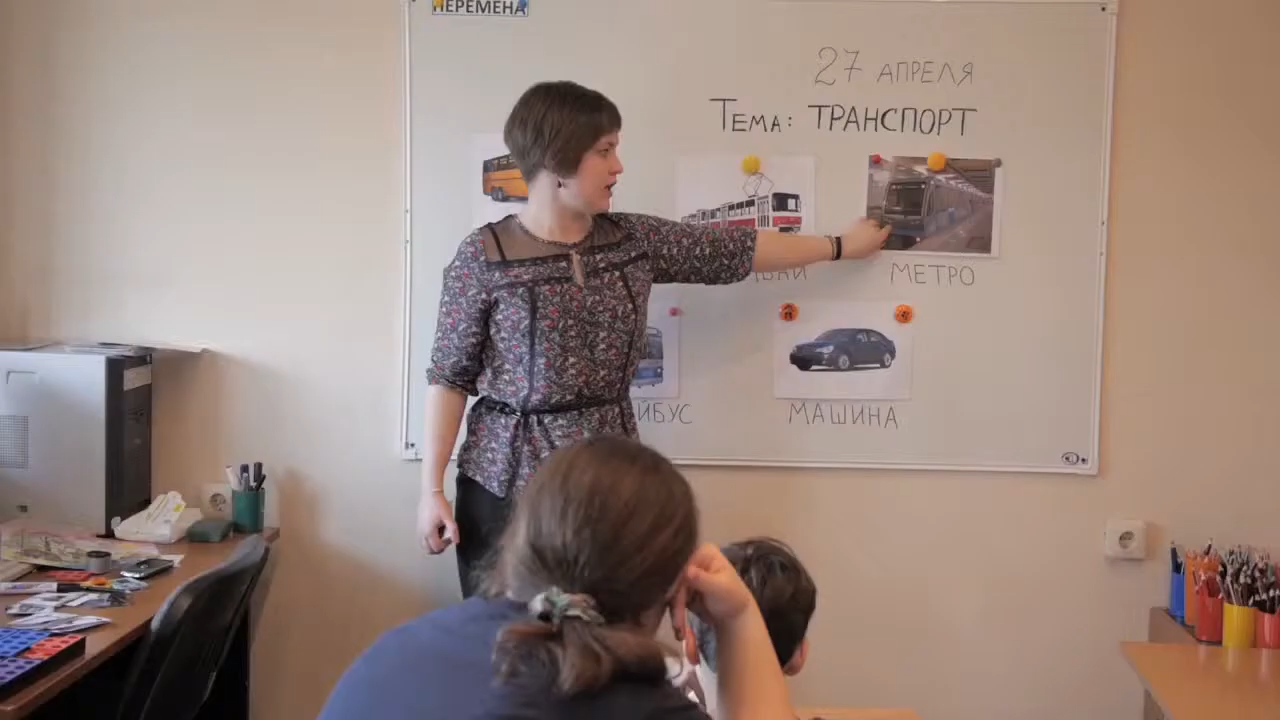 ПЕРЕМЕНА
27 АПРЕЛЯ
ТЕМА: ТРАНСПОРТ
МЕТРО
МАШИНА